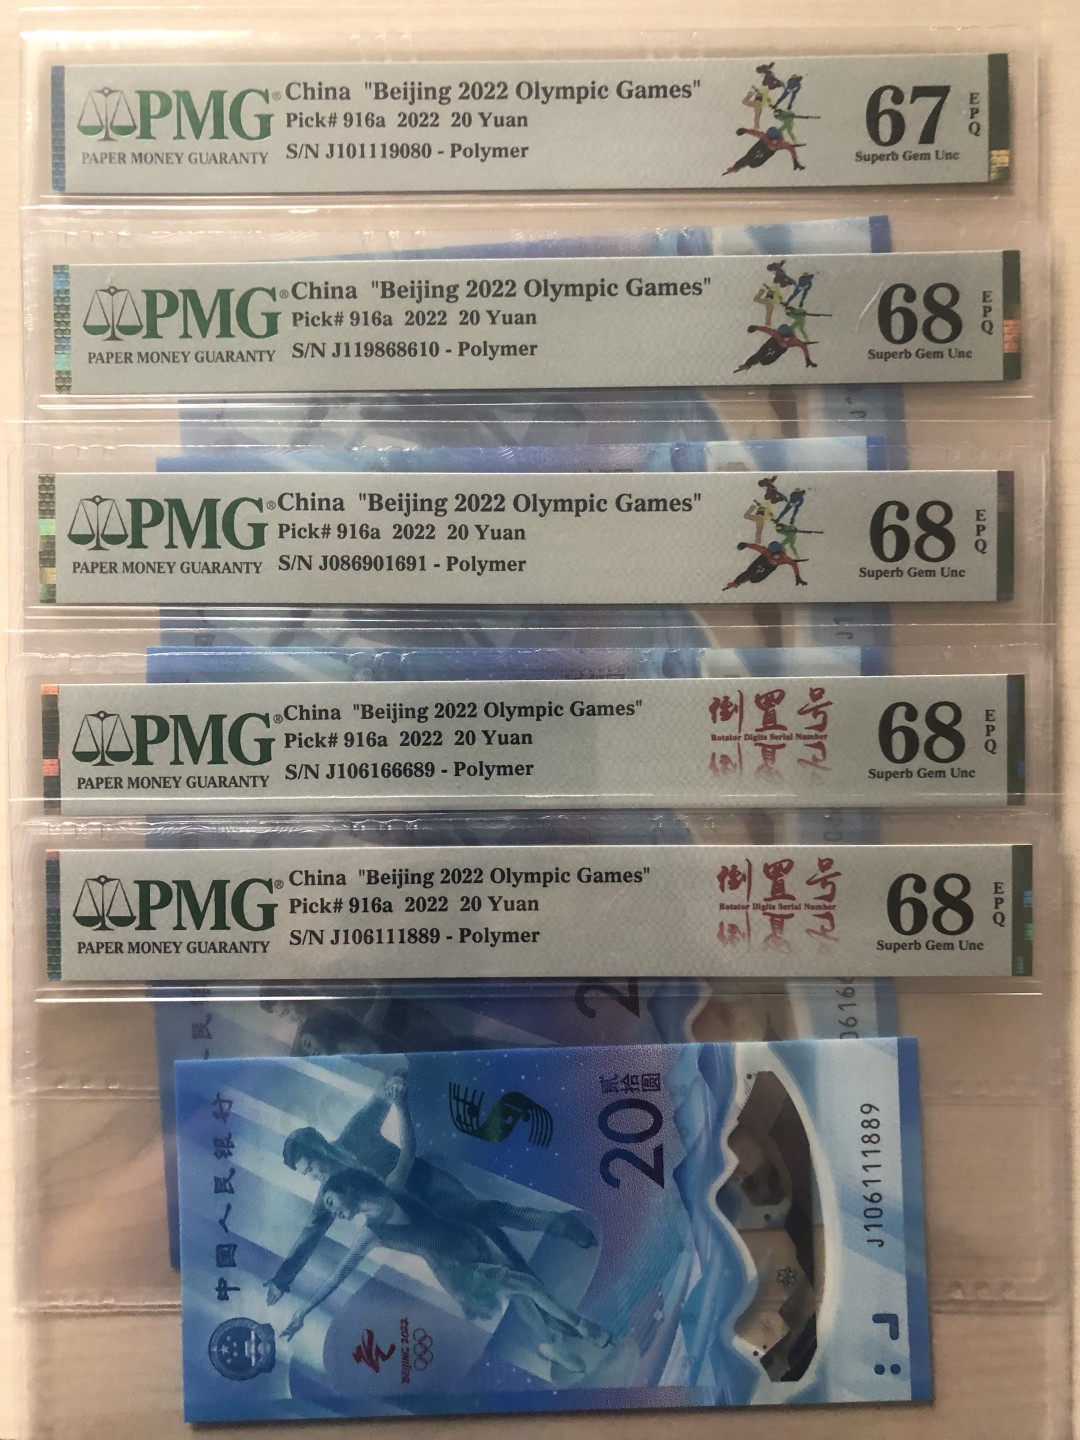 PMG®
PAPER MONEY GUARANTY
China "Beijing 2022 Olympic Games"
Pick# 916a 2022 20 Yuan
S/N J101119080 - Polymer
67
EPQ
Superb Gem Unc
PMG®
PAPER MONEY GUARANTY
China "Beijing 2022 Olympic Games"
Pick# 916a 2022 20 Yuan
S/N J119868610 - Polymer
68
EPQ
Superb Gem Unc
PMG®
PAPER MONEY GUARANTY
China "Beijing 2022 Olympic Games"
Pick# 916a 2022 20 Yuan
S/N J086901691 - Polymer
68
EPQ
Superb Gem Unc
PMG®
PAPER MONEY GUARANTY
China "Beijing 2022 Olympic Games"
Pick# 916a 2022 20 Yuan
S/N J106166689 - Polymer
倒置号
Rotator Digits Serial Number
68
EPQ
Superb Gem Unc
PMG®
PAPER MONEY GUARANTY
China "Beijing 2022 Olympic Games"
Pick# 916a 2022 20 Yuan
S/N J106111889 - Polymer
倒置号
Rotator Digits Serial Number
68
EPQ
Superb Gem Unc
中国人民银行
BEIJING 2022
20
贰拾圆
J106111889